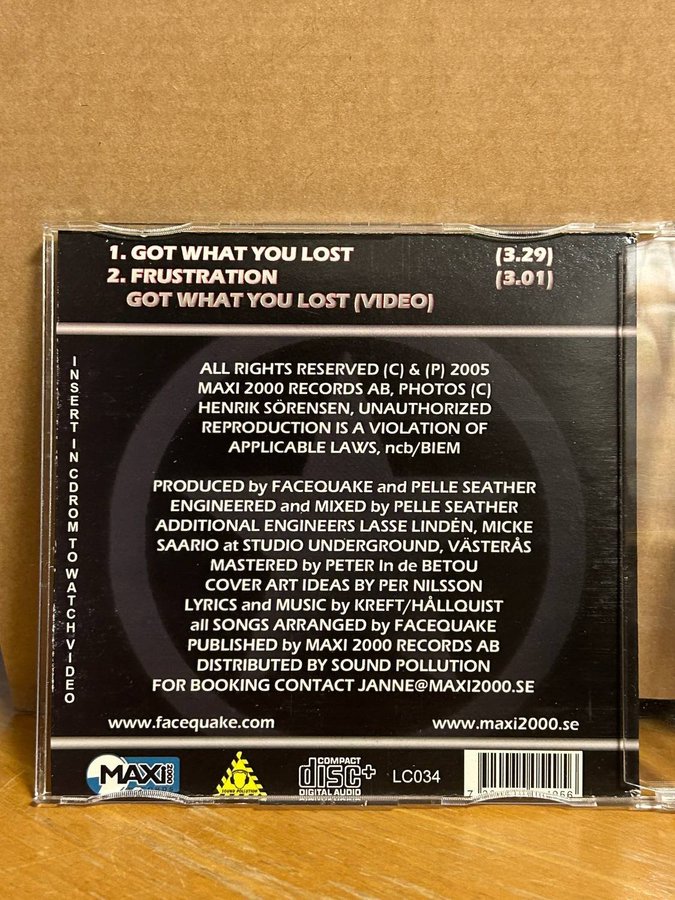 1. GOT WHAT YOU LOST (3.29)
2. FRUSTRATION (3.01)
GOT WHAT YOU LOST (VIDEO)
INSERT IN CDROM TO WATCH VIDEO
ALL RIGHTS RESERVED (C) & (P) 2005
MAXI 2000 RECORDS AB, PHOTOS (C)
HENRIK SÖRENSEN, UNAUTHORIZED
REPRODUCTION IS A VIOLATION OF
APPLICABLE LAWS, ncb/BIEM
PRODUCED by FACEQUAKE and PELLE SEATHER
ENGINEERED and MIXED by PELLE SEATHER
ADDITIONAL ENGINEERS LASSE LINDÉN, MICKE
SAARIO at STUDIO UNDERGROUND, VÄSTERÅS
MASTERED by PETER In de BETOU
COVER ART IDEAS BY PER NILSSON
LYRICS and MUSIC by KREFT/HÅLLQUIST
all SONGS ARRANGED by FACEQUAKE
PUBLISHED by MAXI 2000 RECORDS AB
DISTRIBUTED BY SOUND POLLUTION
FOR BOOKING CONTACT JANNE@MAXI2000.SE
www.facequake.com www.maxi2000.se
MAXI 2000
SOUND POLLUTION
COMPACT disc+ DIGITAL AUDIO
LC034